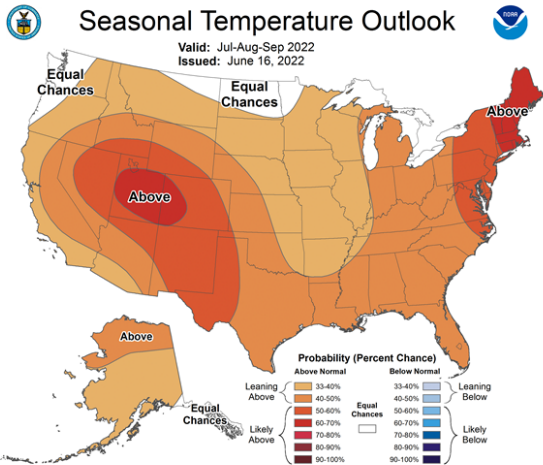 Seasonal Temperature Outlook
NOAA
Valid: Jul-Aug-Sep 2022
Issued: June 16, 2022
Equal
Chances
Equal
Chances
Above
Above
Above
Equal
Chances
Probability (Percent Chance)
Above Normal
Below Normal
Leaning
Above
33-40%
40-50%
Likely
Above
50-60%
60-70%
70-80%
80-90%
90-100%
Equal
Chances
33-40%
40-50%
Leaning
Below
50-60%
60-70%
70-80%
80-90%
90-100%
Likely
Below